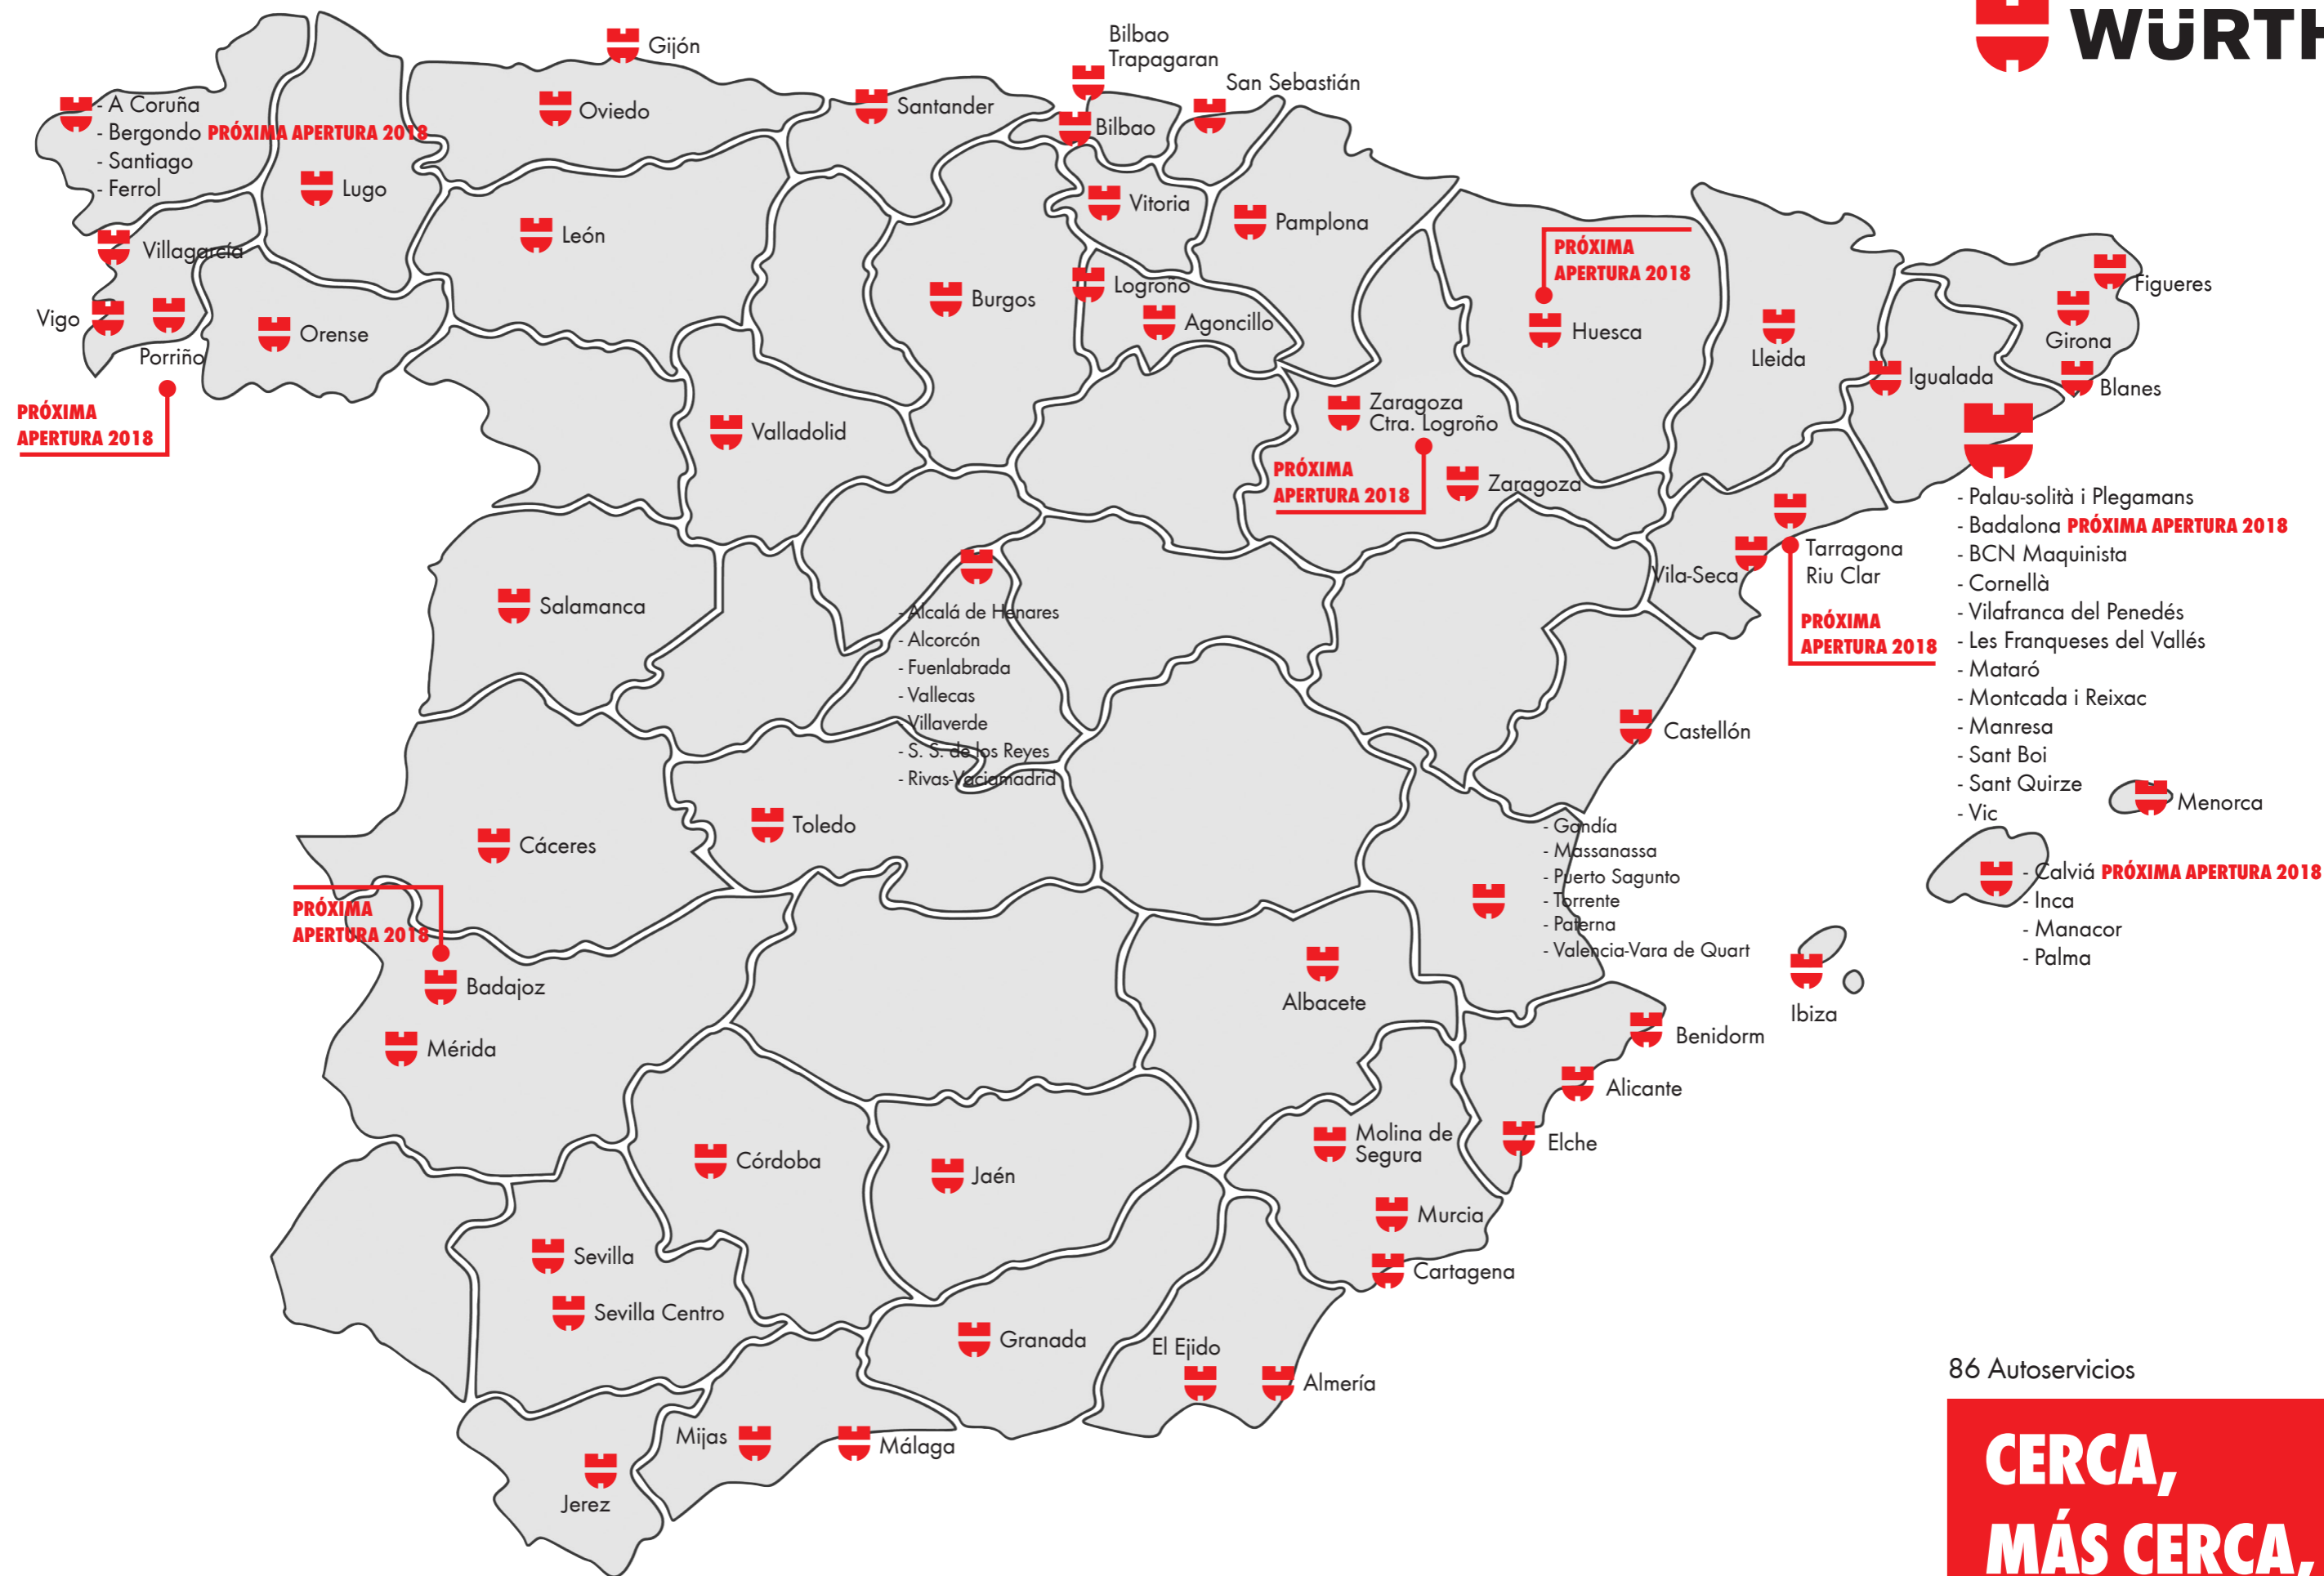 WÜRTH
Gijón
Bilbao
Trapagaran
San Sebastián
- A Coruña
- Bergondo PRÓXIMA APERTURA 2018
- Santiago
- Ferrol
Oviedo
Santander
Bilbao
Lugo
León
Vitoria
Pamplona
Villagarcía
Vigo
Porriño
PRÓXIMA
APERTURA 2018
Orense
Burgos
Logroño
Agoncillo
PRÓXIMA
APERTURA 2018
Huesca
Lleida
Figueres
Girona
Igualada
Blanes
Valladolid
Zaragoza
Ctra. Logroño
PRÓXIMA
APERTURA 2018
Zaragoza
- Palau-solità i Plegamans
- Badalona PRÓXIMA APERTURA 2018
- BCN Maquinista
- Cornellà
- Vilafranca del Penedés
- Les Franqueses del Vallés
- Mataró
- Montcada i Reixac
- Manresa
- Sant Boi
- Sant Quirze
- Vic
Tarragona
Riu Clar
Vila-Seca
PRÓXIMA
APERTURA 2018
Salamanca
- Alcalá de Henares
- Alcorcón
- Fuenlabrada
- Vallecas
- Villaverde
- S. S. de los Reyes
- Rivas-Vaciamadrid
Castellón
Menorca
Toledo
Cáceres
- Gandía
- Massanassa
- Puerto Sagunto
- Torrente
- Paterna
- Valencia-Vara de Quart
- Calviá PRÓXIMA APERTURA 2018
- Inca
- Manacor
- Palma
PRÓXIMA
APERTURA 2018
Badajoz
Mérida
Albacete
Ibiza
Benidorm
Alicante
Elche
Molina de
Segura
Córdoba
Jaén
Murcia
Cartagena
Sevilla
Sevilla Centro
Granada
El Ejido
Almería
Mijas
Málaga
Jerez
86 Autoservicios
CERCA,
MÁS CERCA,